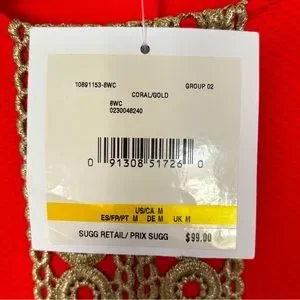 10891153-8WC GROUP 02
CORAL/GOLD
8WC
0230048240
0 91308 51726 0
US/CA M
ES/FP/PT M DE M UK M
SUGG RETAIL/ PRIX SUGG $99.00